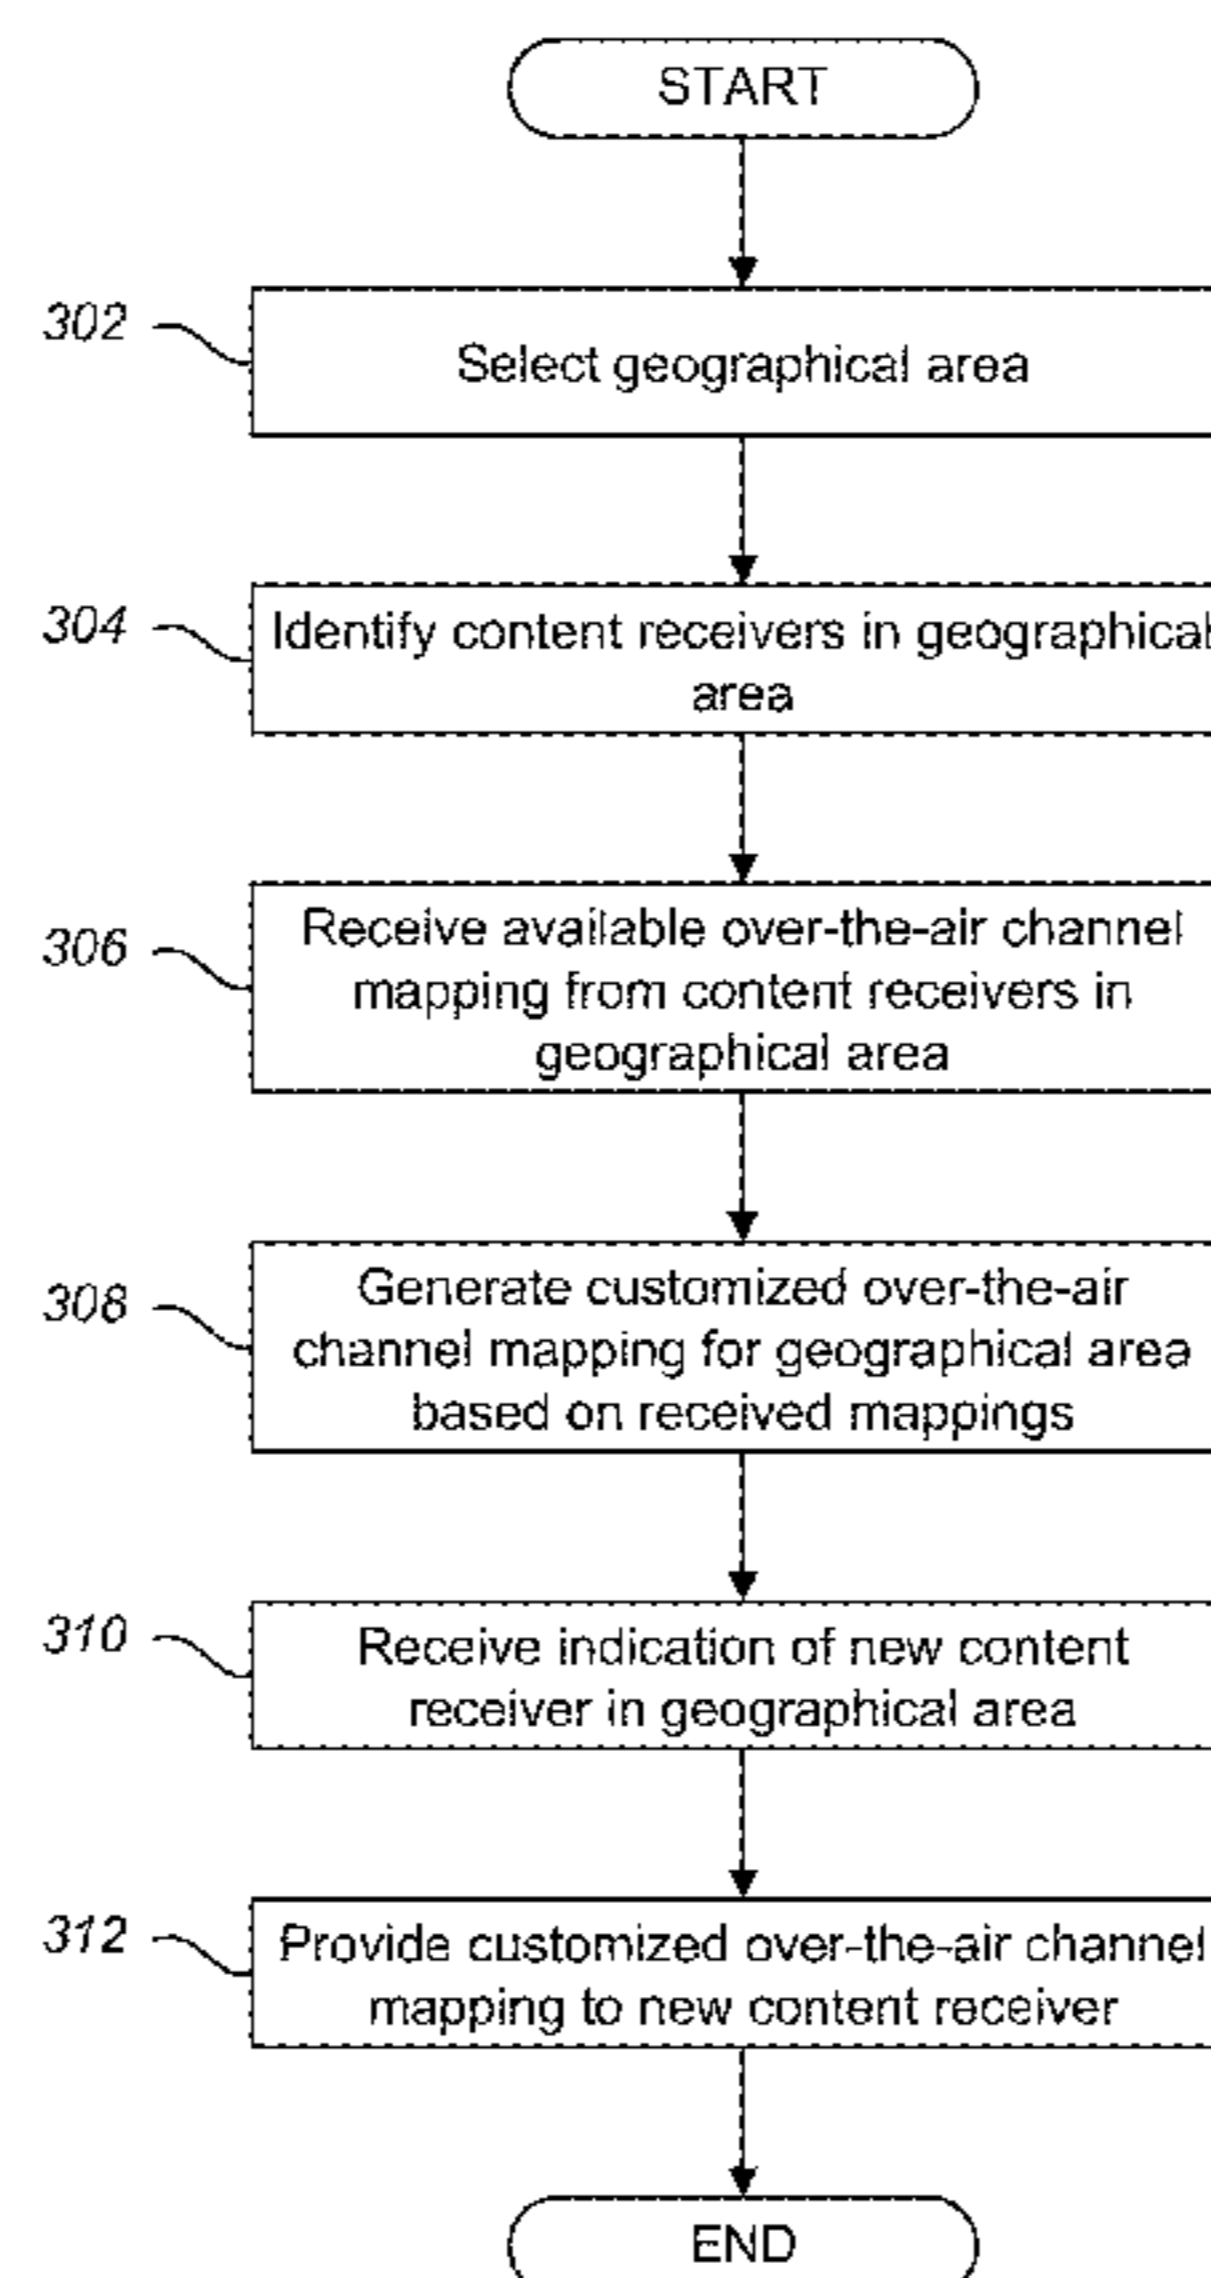 START
302
Select geographical area
304
Identify content receivers in geographical
area
306
Receive available over-the-air channel
mapping from content receivers in
geographical area
308
Generate customized over-the-air
channel mapping for geographical area
based on received mappings
310
Receive indication of new content
receiver in geographical area
312
Provide customized over-the-air channel
mapping to new content receiver
END